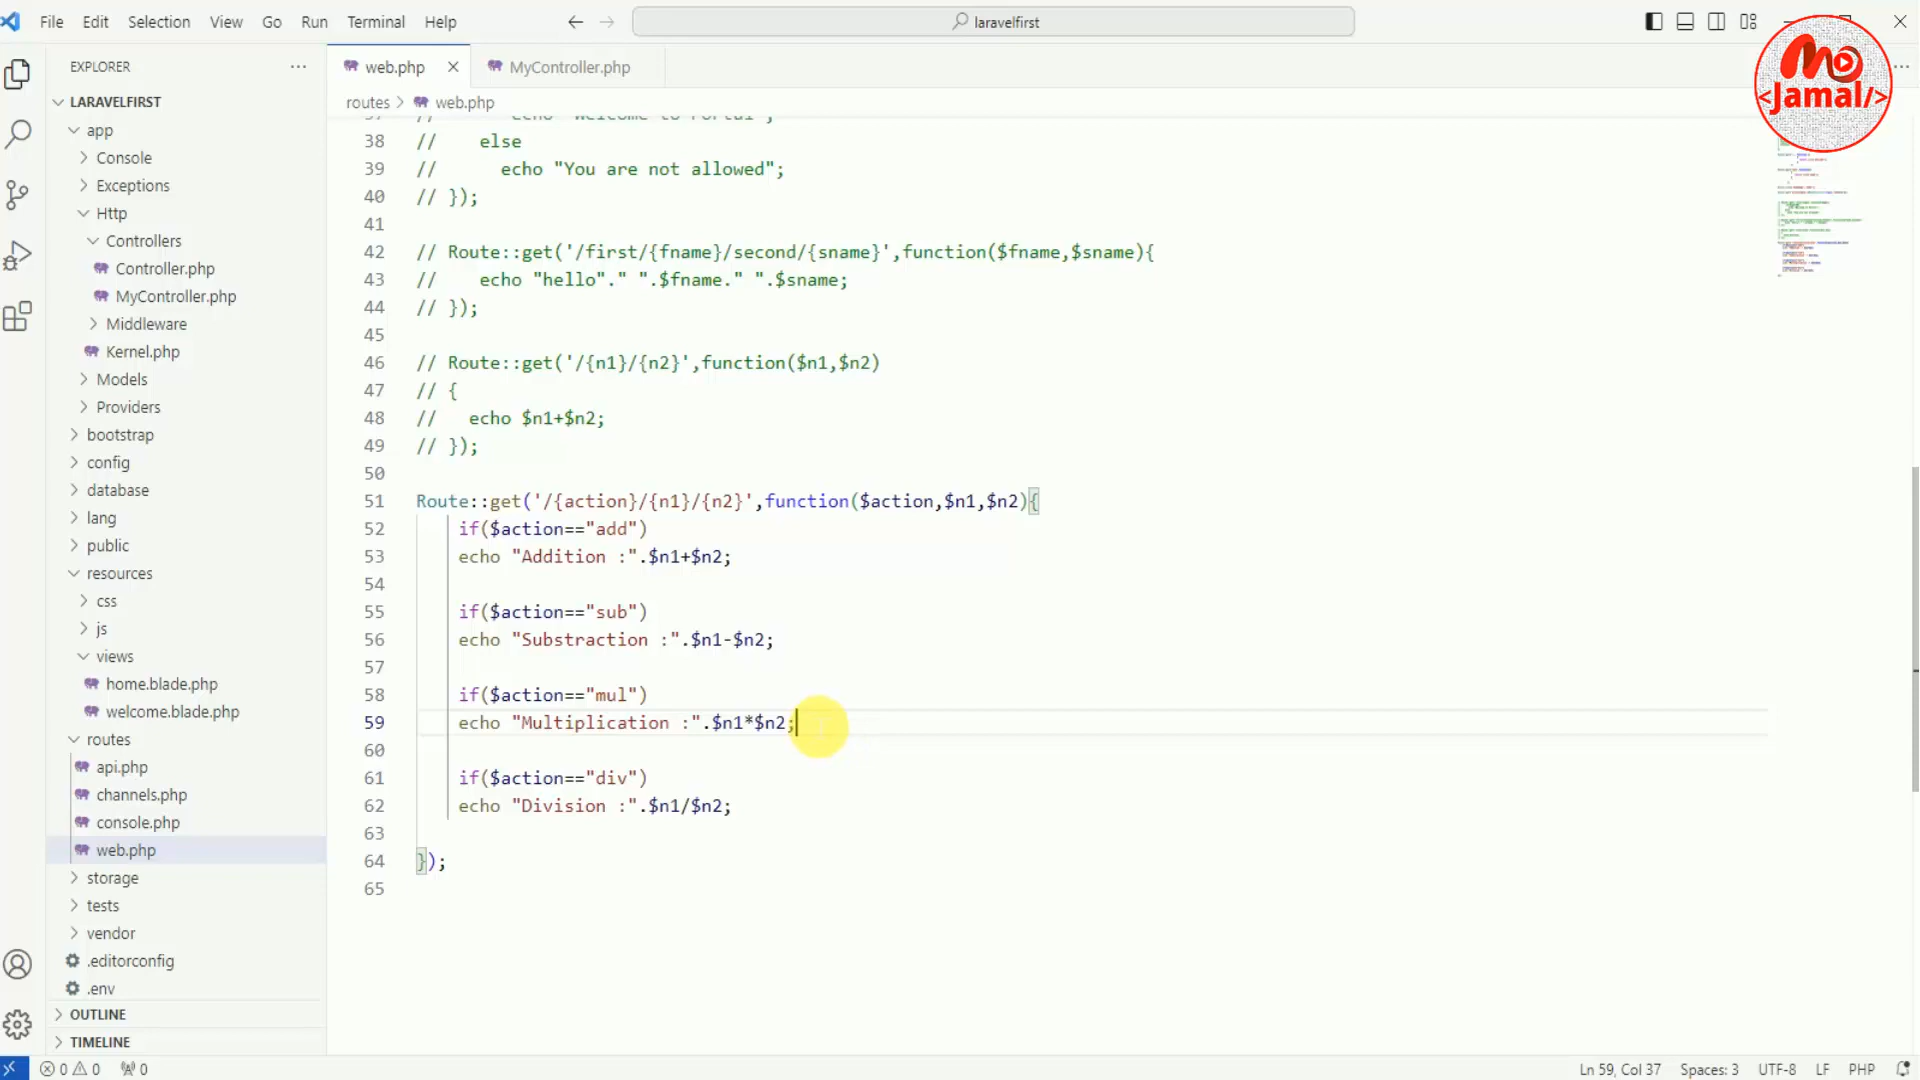 File Edit Selection View Go Run Terminal Help
laravelfirst
Mo
<Jamal/>
EXPLORER
web.php
MyController.php
routes > web.php
LARAVELFIRST
app
Console
Exceptions
Http
Controllers
Controller.php
MyController.php
Middleware
Kernel.php
Models
Providers
bootstrap
config
database
lang
public
resources
css
js
views
home.blade.php
welcome.blade.php
routes
api.php
channels.php
console.php
web.php
storage
tests
vendor
.editorconfig
.env
OUTLINE
TIMELINE
38 //    else
39 //      echo "You are not allowed";
40 // });
41
42 // Route::get('/first/{fname}/second/{sname}',function($fname,$sname){
43 //    echo "hello"." ".$fname." ".$sname;
44 // });
45
46 // Route::get('/{n1}/{n2}',function($n1,$n2)
47 // {
48 //   echo $n1+$n2;
49 // });
50
51 Route::get('/{action}/{n1}/{n2}',function($action,$n1,$n2){
52     if($action=="add")
53     echo "Addition :".$n1+$n2;
54
55     if($action=="sub")
56     echo "Substraction :".$n1-$n2;
57
58     if($action=="mul")
59     echo "Multiplication :".$n1*$n2;
60
61     if($action=="div")
62     echo "Division :".$n1/$n2;
63
64 });
65
0 0 0
Ln 59, Col 37 Spaces: 3 UTF-8 LF PHP